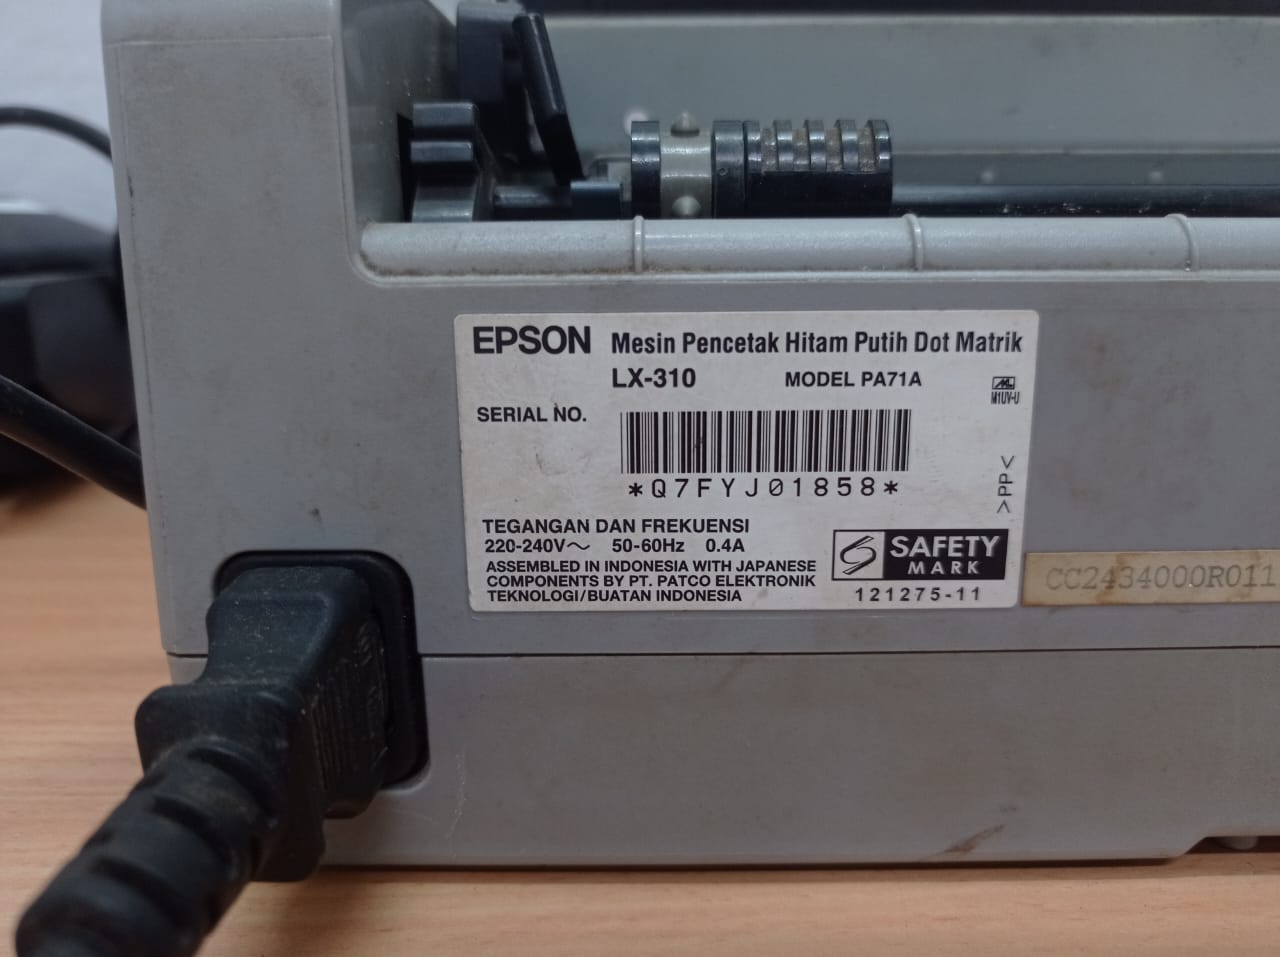 EPSON Mesin Pencetak Hitam Putih Dot Matrik
LX-310 MODEL PA71A
M1UV-U
SERIAL NO.
*Q7FYJ01858*
>PP<
TEGANGAN DAN FREKUENSI
220-240V～ 50-60Hz 0.4A
ASSEMBLED IN INDONESIA WITH JAPANESE
COMPONENTS BY PT. PATCO ELEKTRONIK
TEKNOLOGI/BUATAN INDONESIA
SAFETY
MARK
121275-11
CC2434000R011